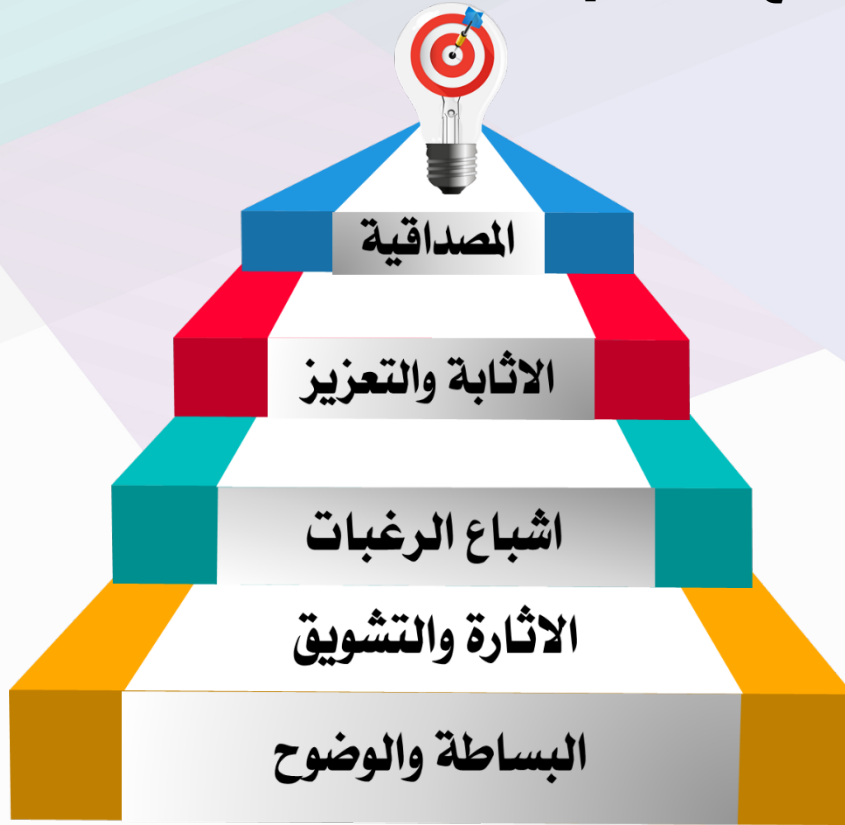 المصداقية
الاثابة والتعزيز
اشباع الرغبات
الاثارة والتشويق
البساطة والوضوح